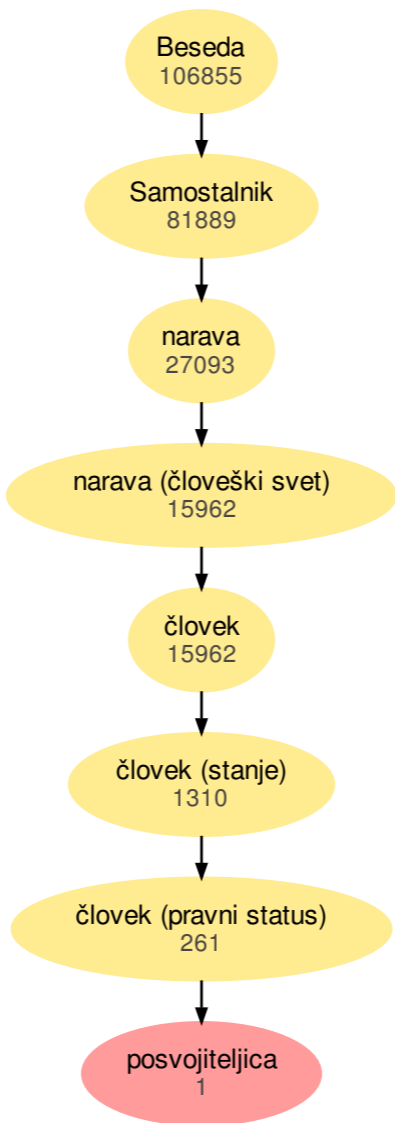 Beseda
106855
Samostalnik
81889
narava
27093
narava (človeški svet)
15962
človek
15962
človek (stanje)
1310
človek (pravni status)
261
posvojiteljica
1